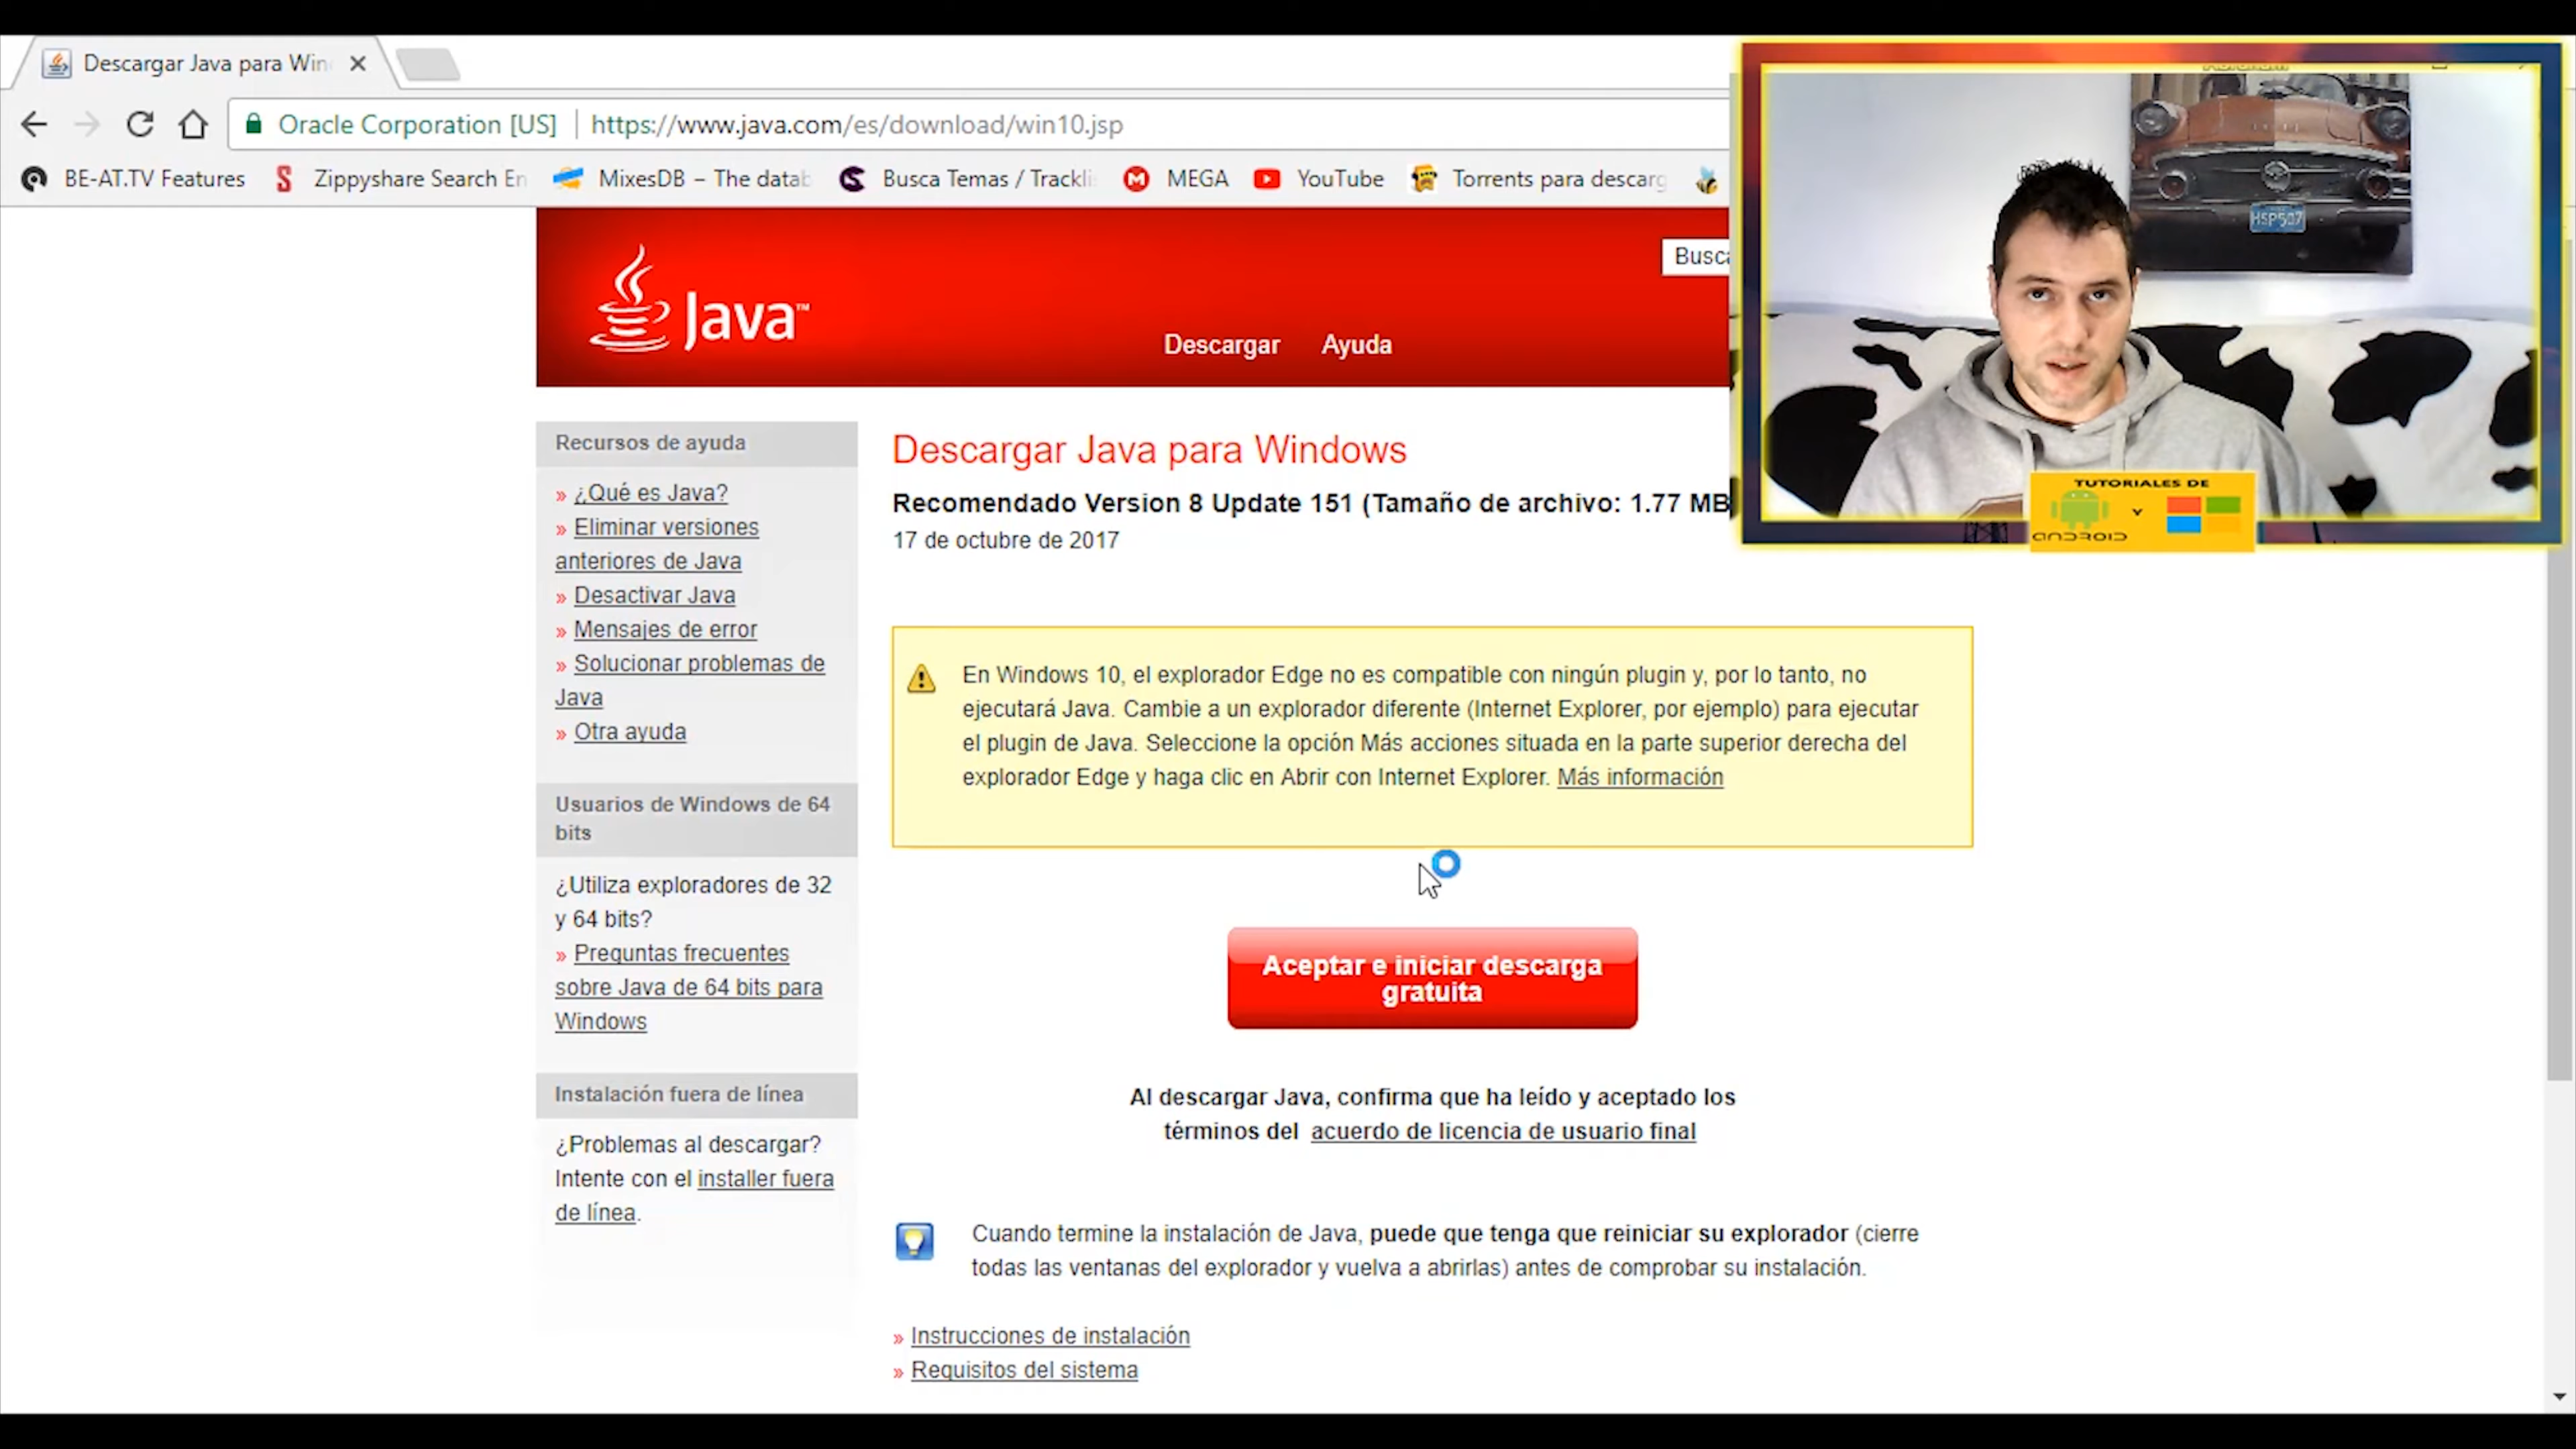 Descargar Java para Win
Oracle Corporation [US]
https://www.java.com/es/download/win10.jsp
BE-AT.TV Features
Zippyshare Search En
MixesDB – The datab
Busca Temas / Trackli
MEGA
YouTube
Torrents para descarg
Java™
Busca
Descargar
Ayuda
HSP507
TUTORIALES DE
Y
ANDROID
Recursos de ayuda
» ¿Qué es Java?
» Eliminar versiones
anteriores de Java
» Desactivar Java
» Mensajes de error
» Solucionar problemas de
Java
» Otra ayuda
Usuarios de Windows de 64
bits
¿Utiliza exploradores de 32
y 64 bits?
» Preguntas frecuentes
sobre Java de 64 bits para
Windows
Instalación fuera de línea
¿Problemas al descargar?
Intente con el installer fuera
de línea.
Descargar Java para Windows
Recomendado Version 8 Update 151 (Tamaño de archivo: 1.77 MB
17 de octubre de 2017
En Windows 10, el explorador Edge no es compatible con ningún plugin y, por lo tanto, no
ejecutará Java. Cambie a un explorador diferente (Internet Explorer, por ejemplo) para ejecutar
el plugin de Java. Seleccione la opción Más acciones situada en la parte superior derecha del
explorador Edge y haga clic en Abrir con Internet Explorer. Más información
Aceptar e iniciar descarga
gratuita
Al descargar Java, confirma que ha leído y aceptado los
términos del acuerdo de licencia de usuario final
Cuando termine la instalación de Java, puede que tenga que reiniciar su explorador (cierre
todas las ventanas del explorador y vuelva a abrirlas) antes de comprobar su instalación.
» Instrucciones de instalación
» Requisitos del sistema